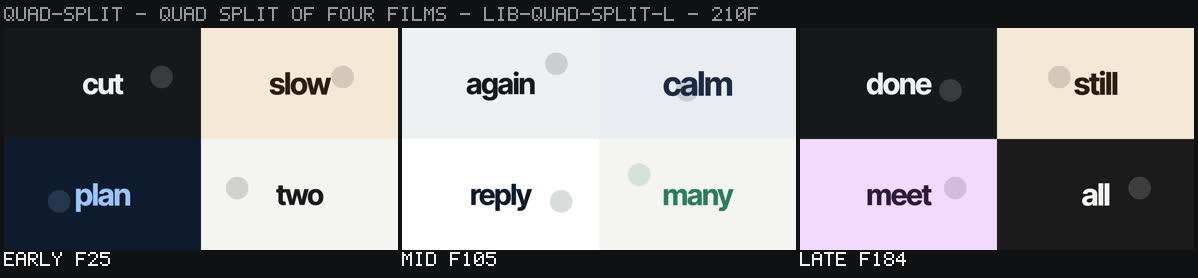 QUAD-SPLIT — QUAD SPLIT OF FOUR FILMS — LIB-QUAD-SPLIT-L — 210F
cut slow
plan two
EARLY F25
again calm
reply many
MID F105
done still
meet all
LATE F184